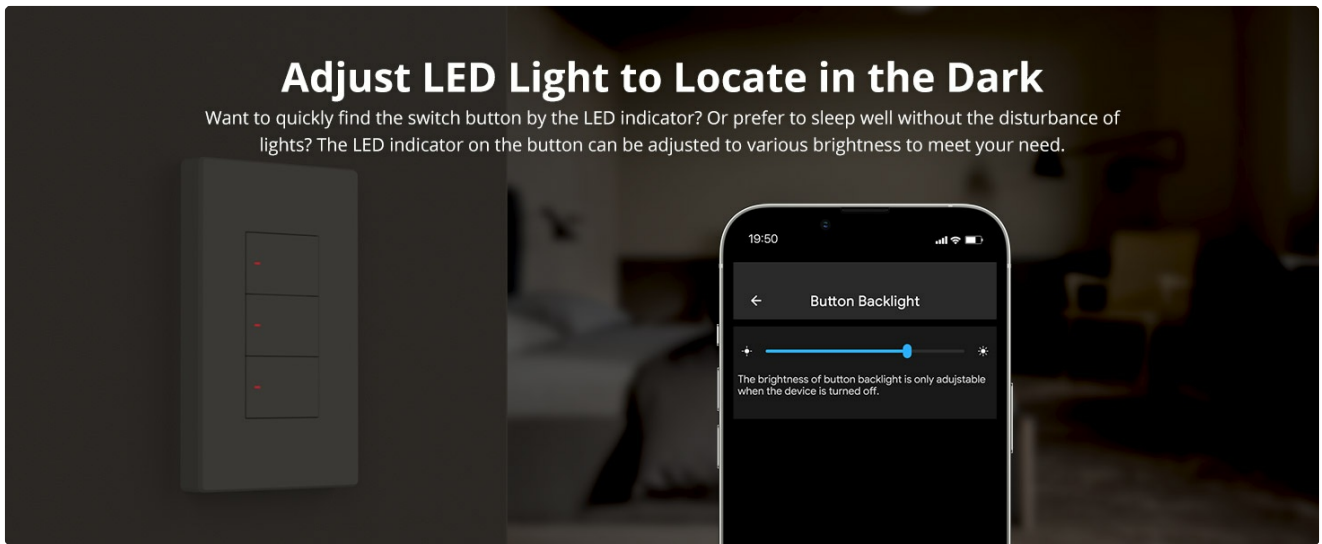 Adjust LED Light to Locate in the Dark
Want to quickly find the switch button by the LED indicator? Or prefer to sleep well without the disturbance of
lights? The LED indicator on the button can be adjusted to various brightness to meet your need.
19:50
Button Backlight
The brightness of button backlight is only adujstable
when the device is turned off.